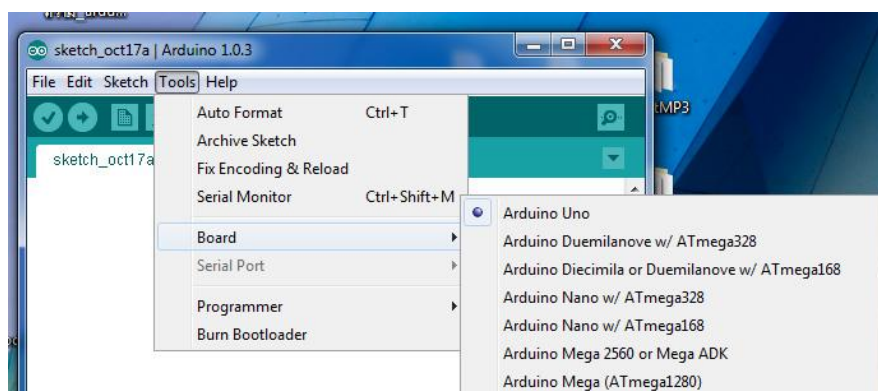 sketch_oct17a | Arduino 1.0.3
File Edit Sketch Tools Help
sketch_oct17a
Auto Format Ctrl+T
Archive Sketch
Fix Encoding & Reload
Serial Monitor Ctrl+Shift+M
Board
Serial Port
Programmer
Burn Bootloader
Arduino Uno
Arduino Duemilanove w/ ATmega328
Arduino Diecimila or Duemilanove w/ ATmega168
Arduino Nano w/ ATmega328
Arduino Nano w/ ATmega168
Arduino Mega 2560 or Mega ADK
Arduino Mega (ATmega1280)
tMP3